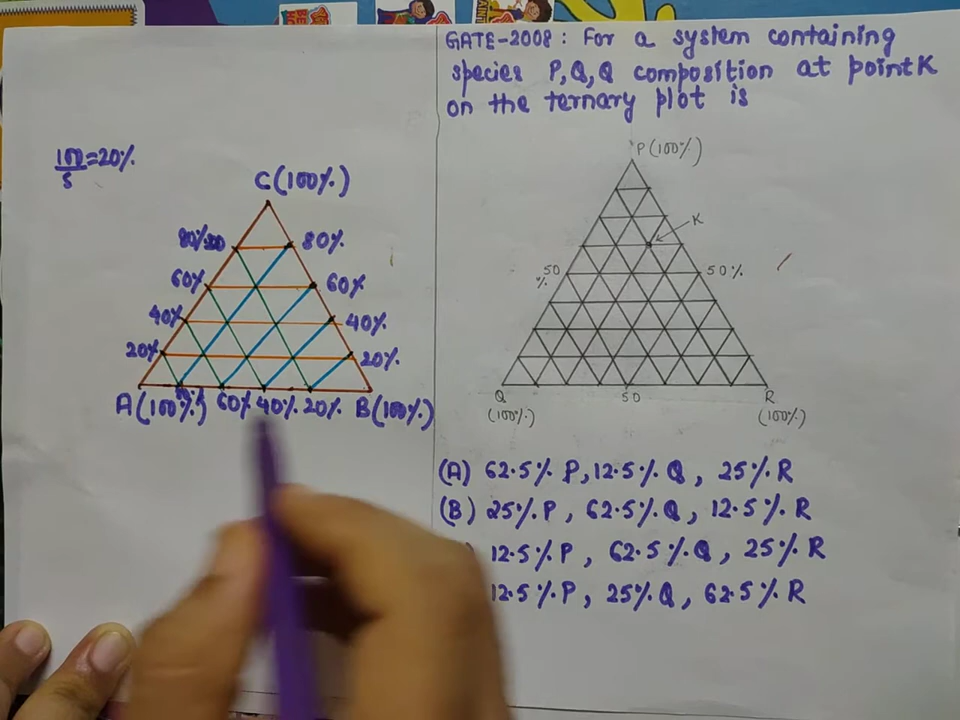 GATE-2008: For a system containing
species P,Q,Q composition at point K
on the ternary plot is
100/5 = 20%
C(100%)
80%
80%
60%
60%
40%
40%
20%
20%
A(100%) 60% 40% 20% B(100%)
P(100%)
K
50 %
50%
Q
(100%)
50
R
(100%)
(A) 62.5% P, 12.5% Q, 25% R
(B) 25% P, 62.5% Q, 12.5% R
12.5% P, 62.5% Q, 25% R
12.5% P, 25% Q, 62.5% R